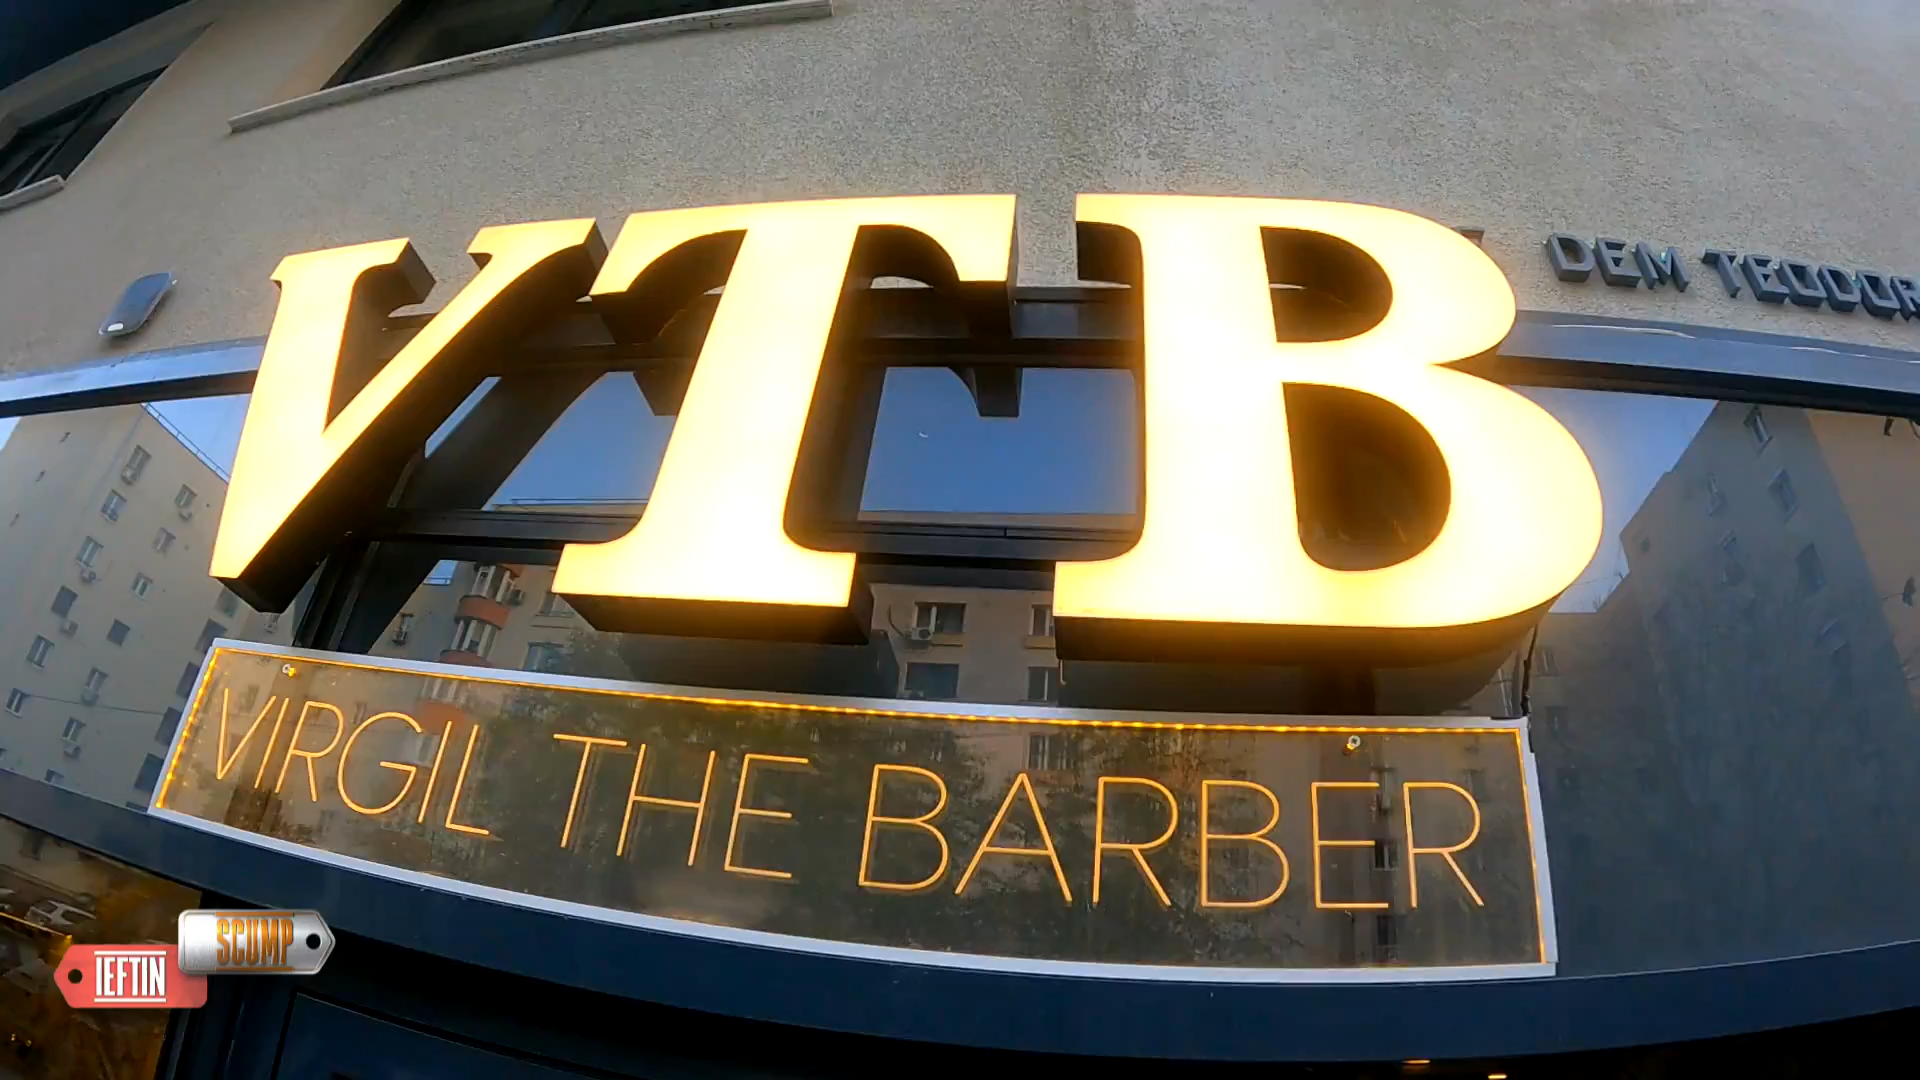 VTB
DEM TEODOR
VIRGIL THE BARBER
SCUMP
IEFTIN